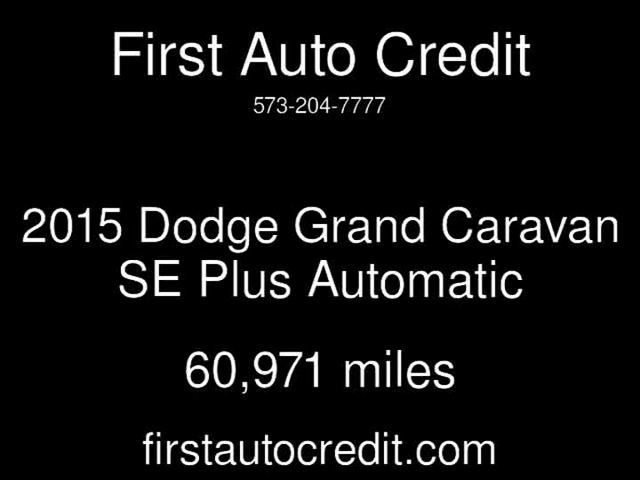 First Auto Credit
573-204-7777
2015 Dodge Grand Caravan
SE Plus Automatic
60,971 miles
firstautocredit.com